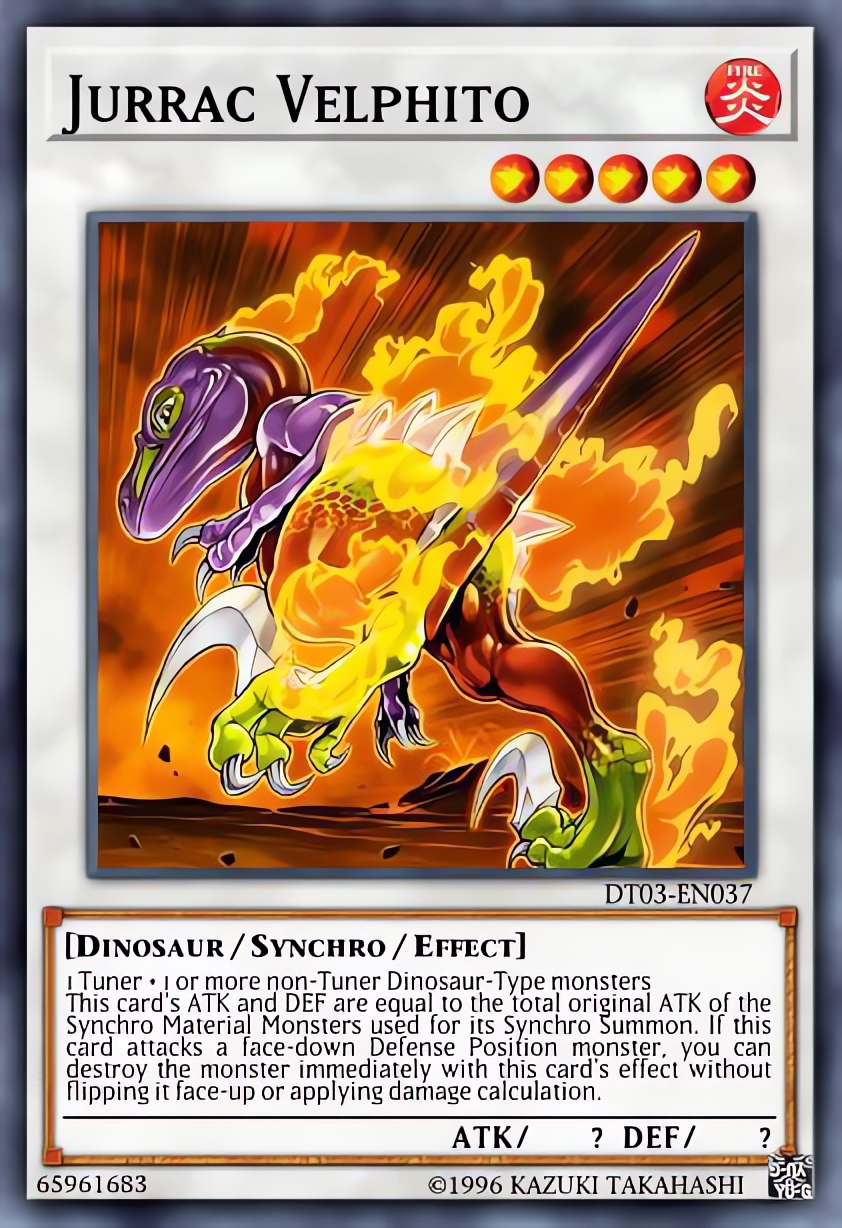 JURRAC VELPHITO
FIRE
炎
DT03-EN037
[DINOSAUR / SYNCHRO / EFFECT]
1 Tuner + 1 or more non-Tuner Dinosaur-Type monsters
This card's ATK and DEF are equal to the total original ATK of the
Synchro Material Monsters used for its Synchro Summon. If this
card attacks a face-down Defense Position monster, you can
destroy the monster immediately with this card's effect without
flipping it face-up or applying damage calculation.
ATK/ ? DEF/ ?
65961683 ©1996 KAZUKI TAKAHASHI